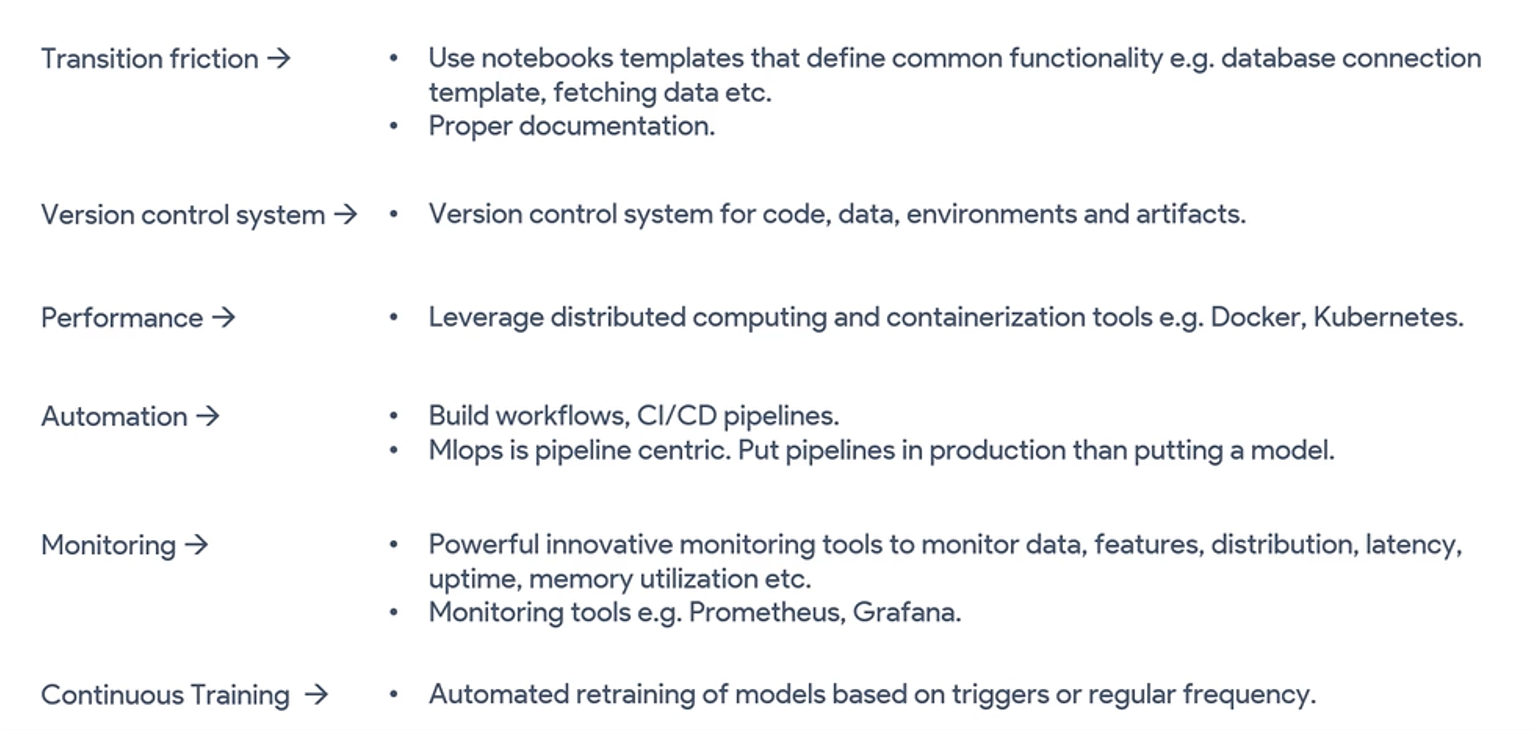 Transition friction → • Use notebooks templates that define common functionality e.g. database connection
template, fetching data etc.
• Proper documentation.
Version control system → • Version control system for code, data, environments and artifacts.
Performance → • Leverage distributed computing and containerization tools e.g. Docker, Kubernetes.
Automation → • Build workflows, CI/CD pipelines.
• Mlops is pipeline centric. Put pipelines in production than putting a model.
Monitoring → • Powerful innovative monitoring tools to monitor data, features, distribution, latency,
uptime, memory utilization etc.
• Monitoring tools e.g. Prometheus, Grafana.
Continuous Training → • Automated retraining of models based on triggers or regular frequency.